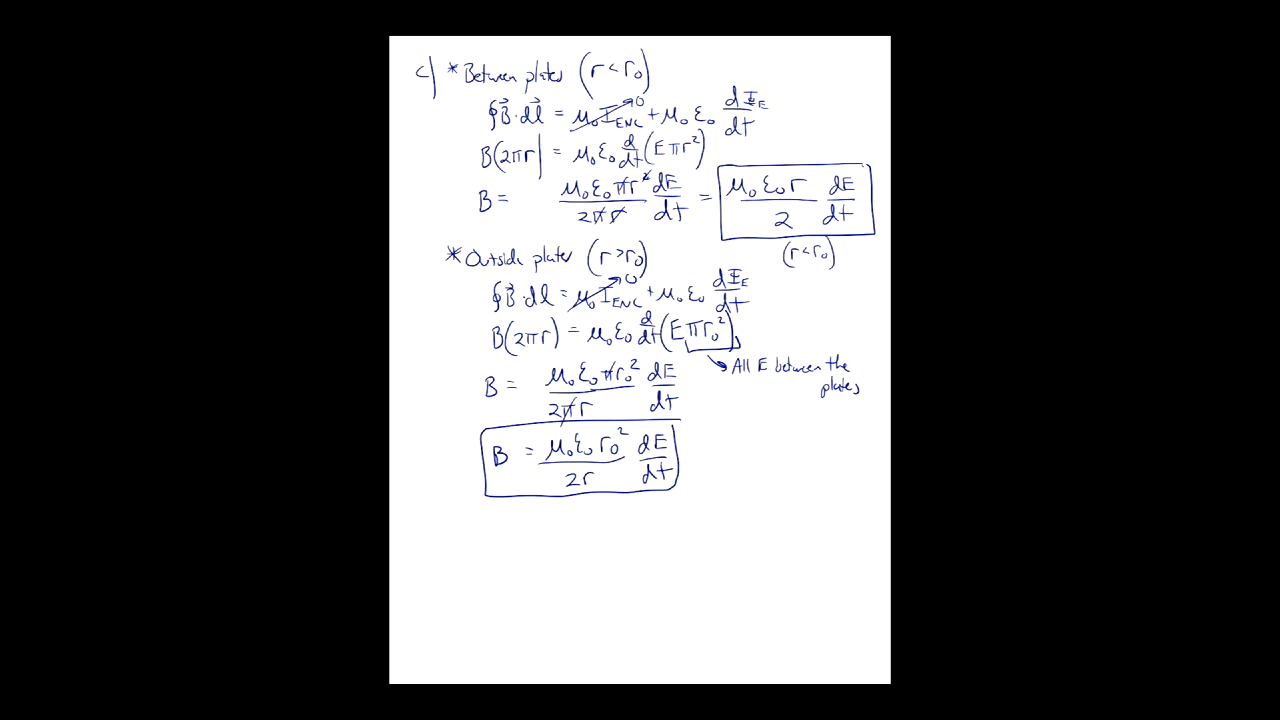 c) * Between plates (r < r₀)
∮B⃗·dl⃗ = μ₀I_ENC → 0 + μ₀ε₀ dΦ_E/dt
B(2πr) = μ₀ε₀ d/dt (Eπr²)
B = μ₀ε₀πr²/2πr dE/dt = μ₀ε₀r/2 dE/dt
(r < r₀)
* Outside plates (r > r₀)
∮B⃗·dl = μ₀I_ENC → 0 + μ₀ε₀ dΦ_E/dt
B(2πr) = μ₀ε₀ d/dt (Eπr₀²)
→ All E between the plates
B = μ₀ε₀πr₀²/2πr dE/dt
B = μ₀ε₀r₀²/2r dE/dt